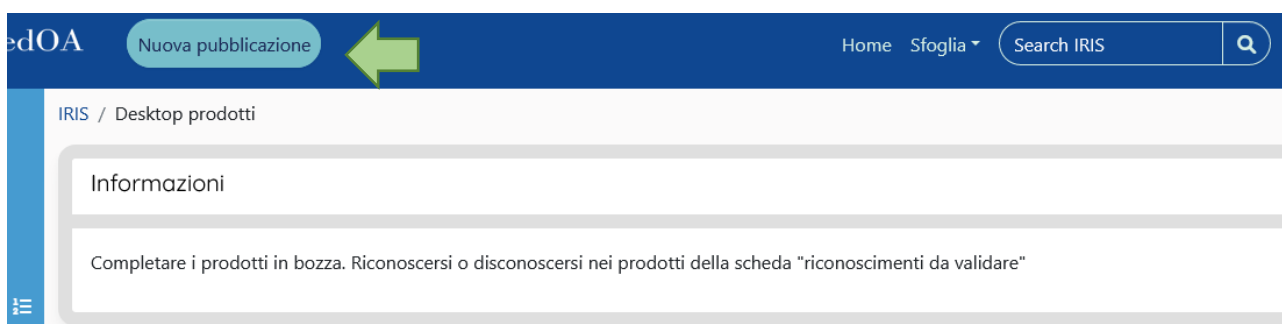 edOA Nuova pubblicazione Home Sfoglia Search IRIS
IRIS / Desktop prodotti
Informazioni
Completare i prodotti in bozza. Riconoscersi o disconoscersi nei prodotti della scheda "riconoscimenti da validare"